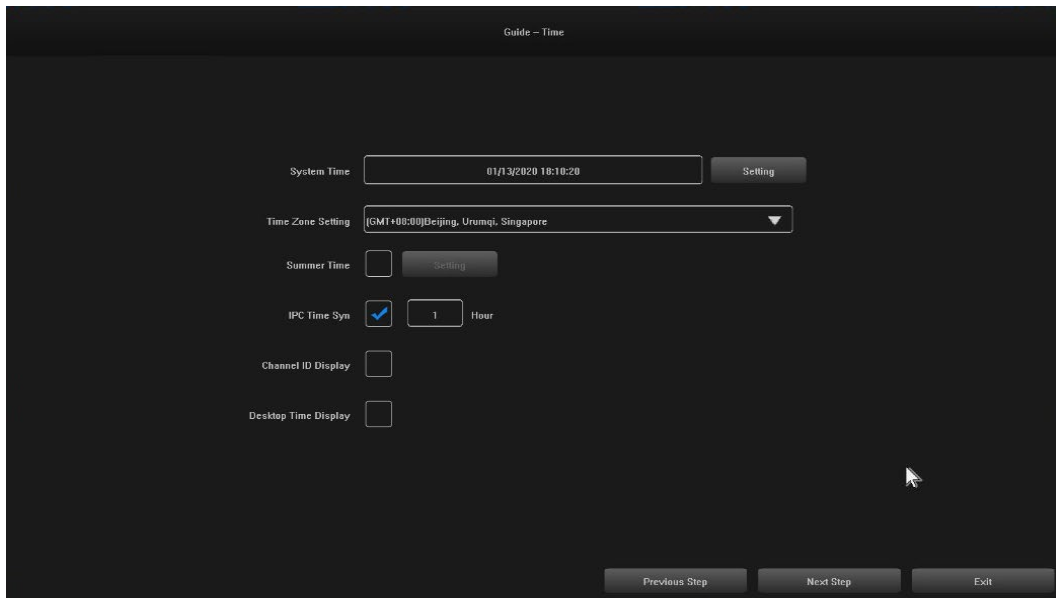 Guide – Time
System Time 01/13/2020 18:10:20 Setting
Time Zone Setting (GMT+08:00)Beijing, Urumqi, Singapore
Summer Time Setting
IPC Time Syn 1 Hour
Channel ID Display
Desktop Time Display
Previous Step Next Step Exit